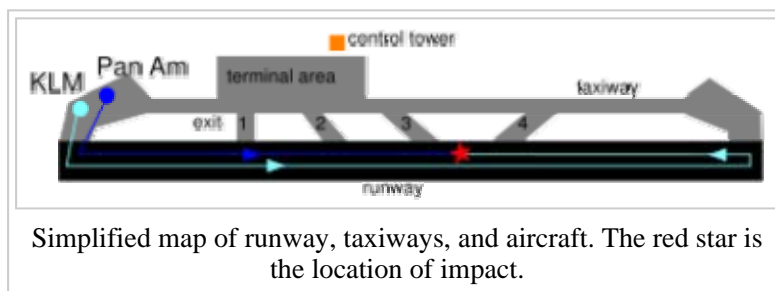 control tower
Pan Am
KLM
terminal area
taxiway
exit 1 2 3 4
runway
Simplified map of runway, taxiways, and aircraft. The red star is
the location of impact.